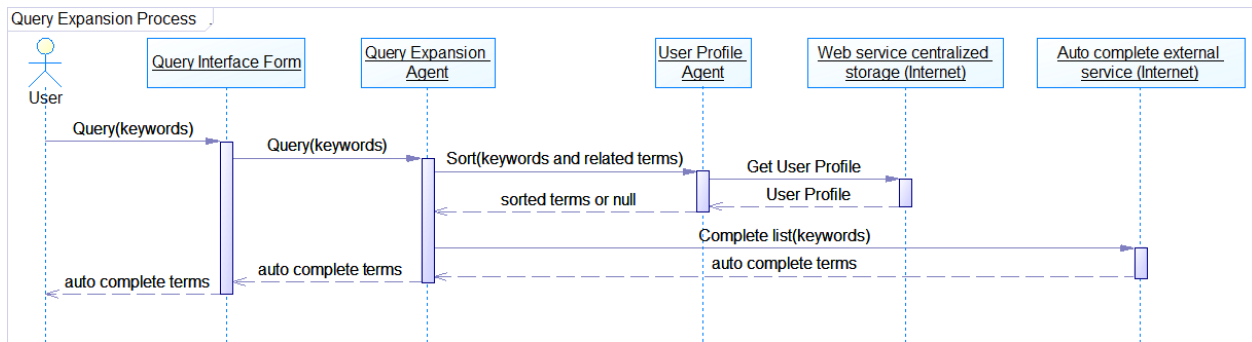 Query Expansion Process
User
Query Interface Form
Query Expansion
Agent
User Profile
Agent
Web service centralized
storage (Internet)
Auto complete external
service (Internet)
Query(keywords)
Query(keywords)
Sort(keywords and related terms)
Get User Profile
User Profile
sorted terms or null
Complete list(keywords)
auto complete terms
auto complete terms
auto complete terms